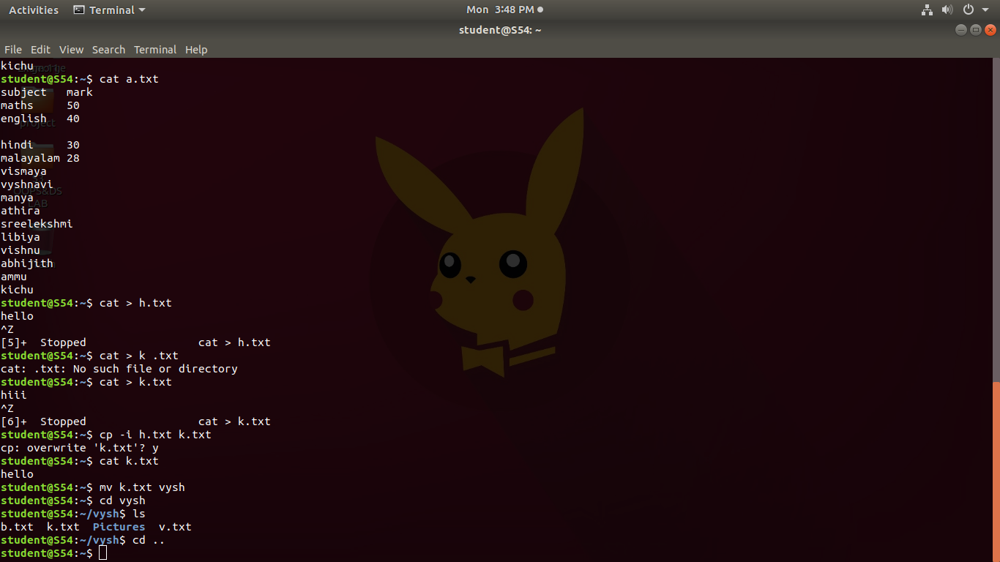 Activities Terminal Mon 3:48 PM
student@S54: ~
File Edit View Search Terminal Help
kichu
student@S54:~$ cat a.txt
subject   mark
maths     50
english   40
project
hindi     30
malayalam 28
vismaya
vyshnavi
OOPS&DS
manya
LAB
athira
sreelekshmi
libiya
vishnu
abhijith
ammu
kichu
student@S54:~$ cat > h.txt
hello
^Z
[5]+  Stopped                 cat > h.txt
student@S54:~$ cat > k .txt
cat: .txt: No such file or directory
student@S54:~$ cat > k.txt
hiii
^Z
[6]+  Stopped                 cat > k.txt
student@S54:~$ cp -i h.txt k.txt
cp: overwrite 'k.txt'? y
student@S54:~$ cat k.txt
hello
student@S54:~$ mv k.txt vysh
student@S54:~$ cd vysh
student@S54:~/vysh$ ls
b.txt  k.txt  Pictures  v.txt
student@S54:~/vysh$ cd ..
student@S54:~$